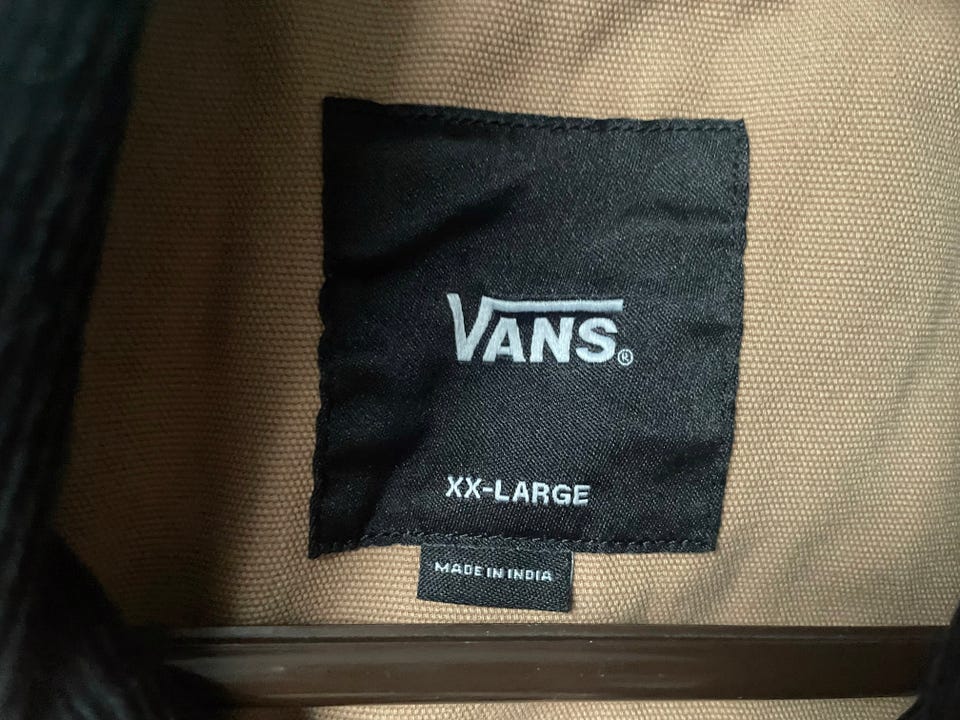 VANS®
XX-LARGE
MADE IN INDIA